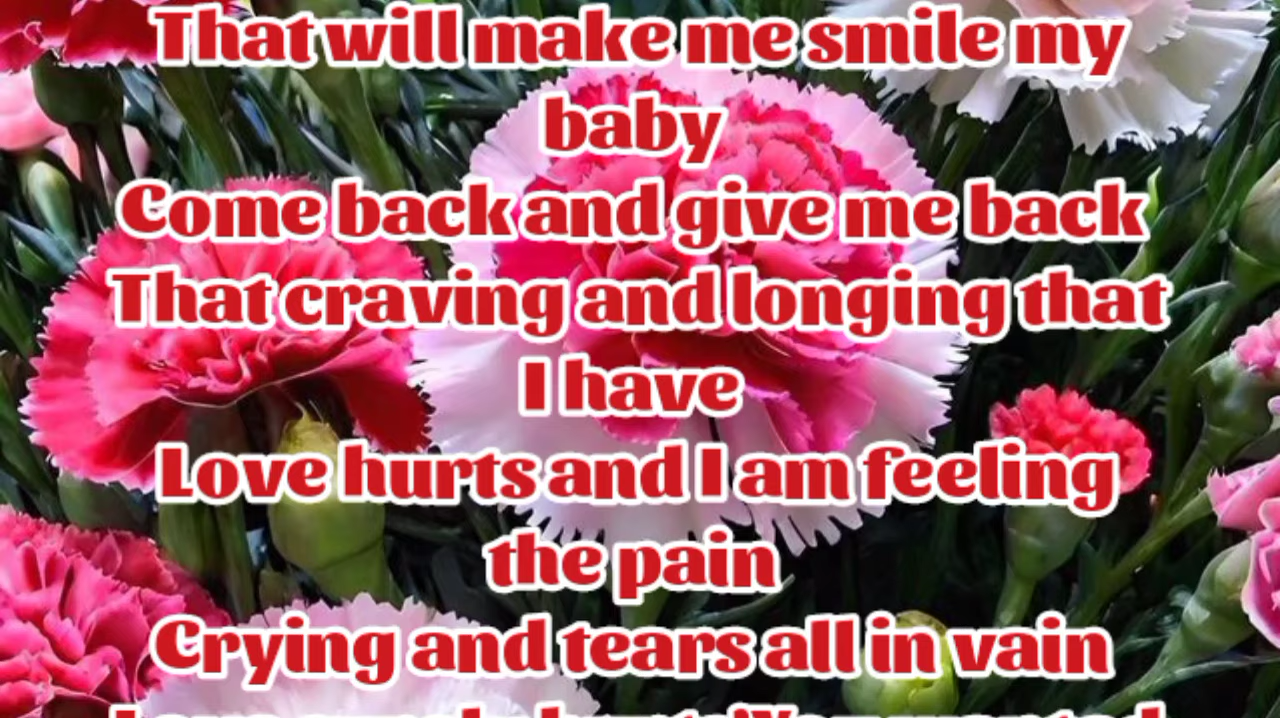 That will make me smile my
baby
Come back and give me back
That craving and longing that
I have
Love hurts and I am feeling
the pain
Crying and tears all in vain